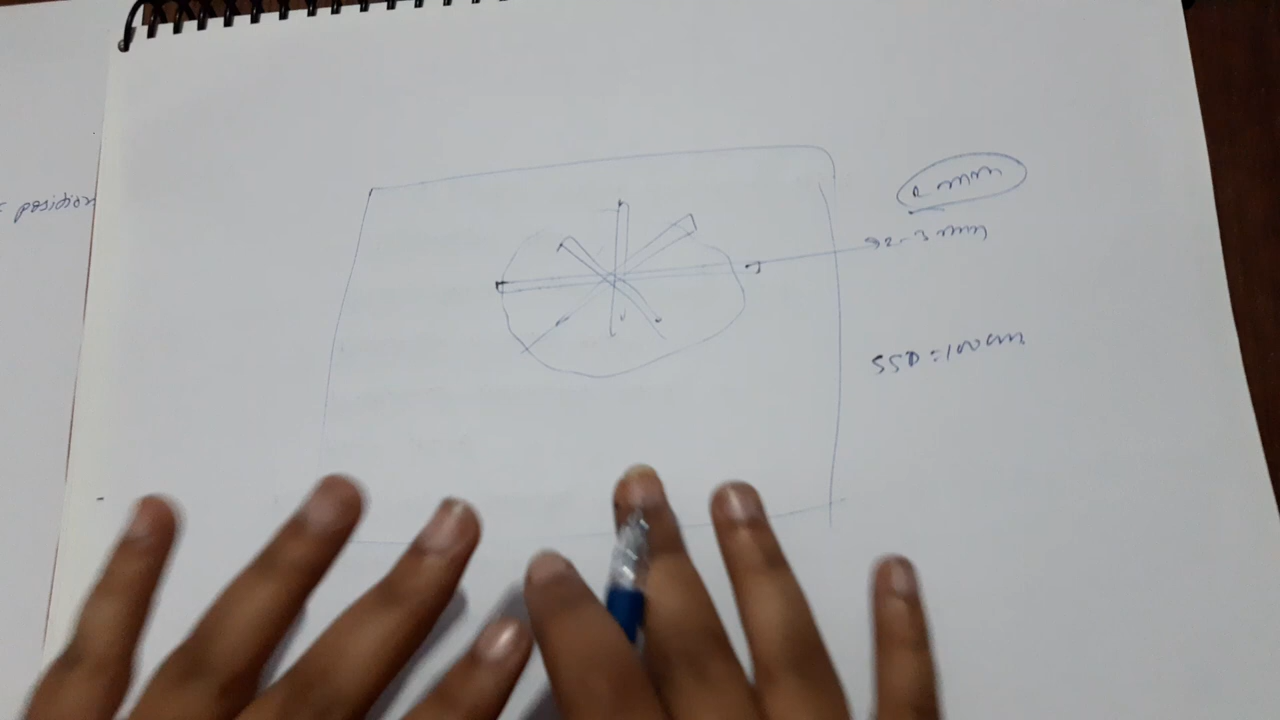 = position
2 mm
2-3 mm
SSD = 100 cm